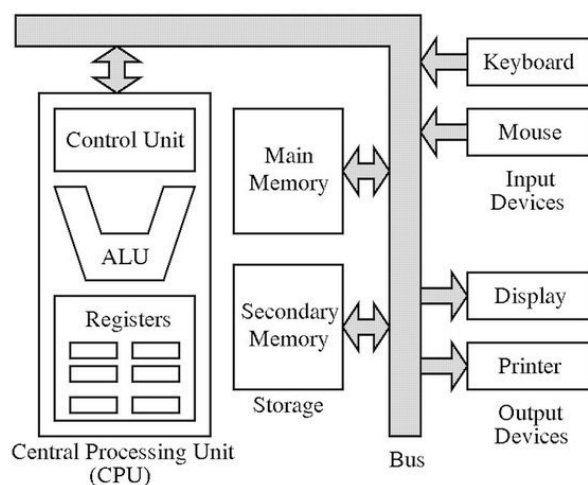 Control Unit
ALU
Registers
Central Processing Unit
(CPU)
Main
Memory
Secondary
Memory
Storage
Bus
Keyboard
Mouse
Input
Devices
Display
Printer
Output
Devices